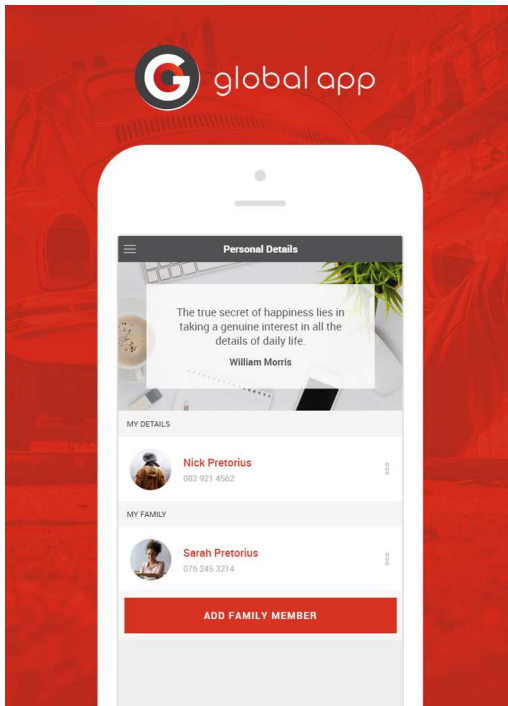 G
global app
Personal Details
The true secret of happiness lies in
taking a genuine interest in all the
details of daily life.
William Morris
MY DETAILS
Nick Pretorius
082 921 4562
MY FAMILY
Sarah Pretorius
076 245 3214
ADD FAMILY MEMBER